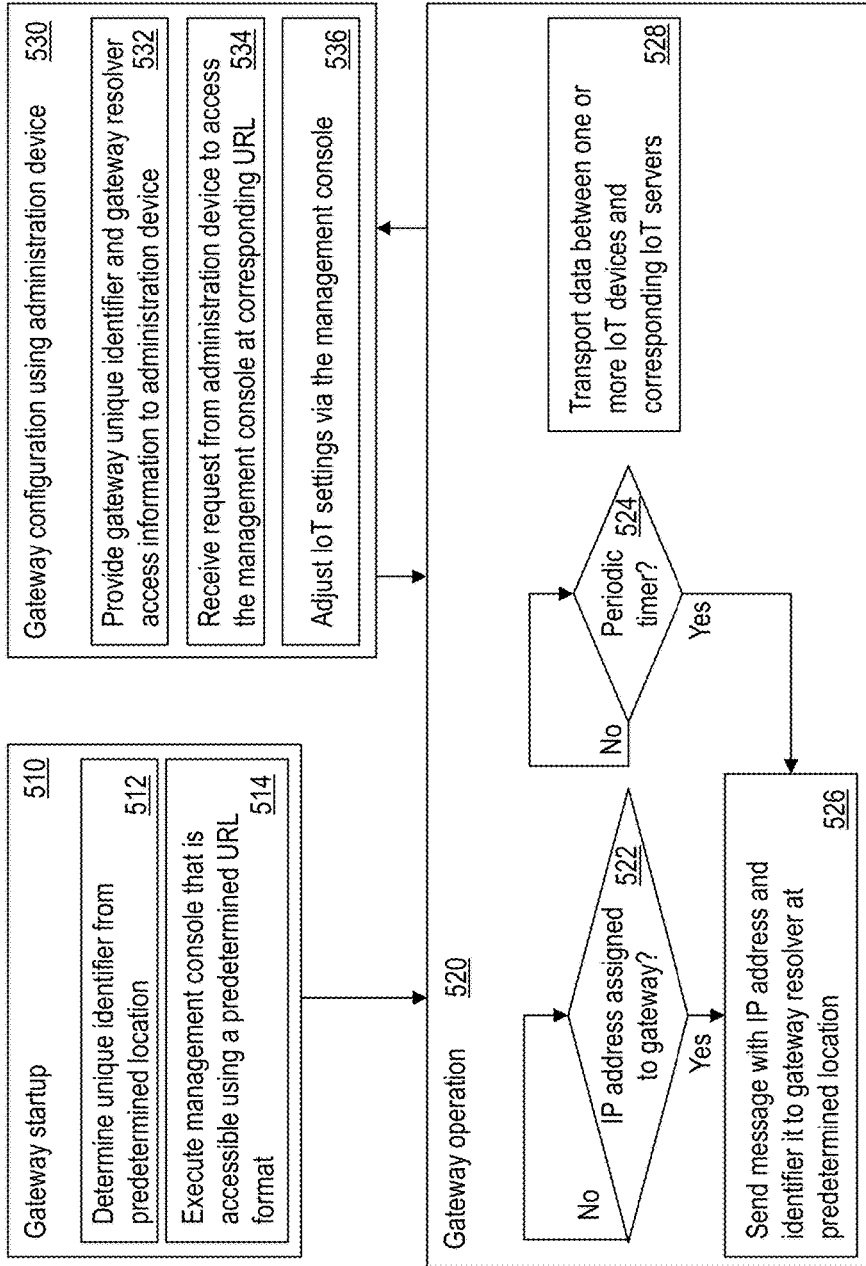 Gateway startup 510
Determine unique identifier from
predetermined location 512
Execute management console that is
accessible using a predetermined URL
format 514
Gateway configuration using administration device 530
Provide gateway unique identifier and gateway resolver
access information to administration device 532
Receive request from administration device to access
the management console at corresponding URL 534
Adjust IoT settings via the management console 536
Gateway operation 520
IP address assigned
to gateway? 522
No
Yes
Periodic
timer? 524
No
Yes
Send message with IP address and
identifier it to gateway resolver at
predetermined location 526
Transport data between one or
more IoT devices and
corresponding IoT servers 528